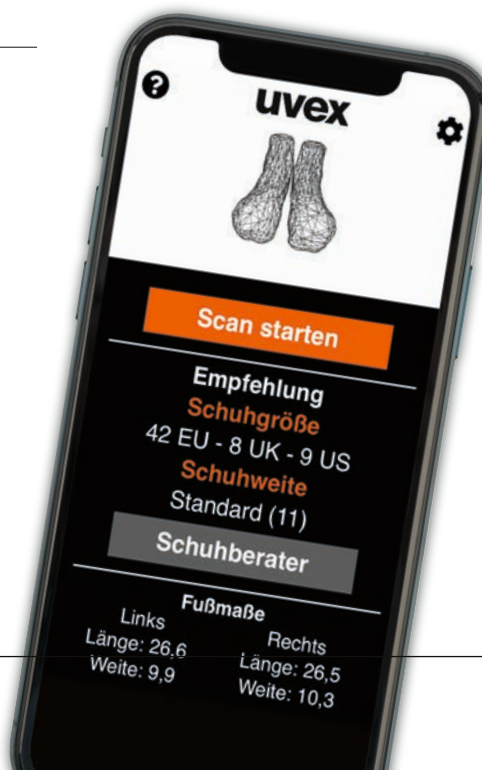 ?
uvex
Scan starten
Empfehlung
Schuhgröße
42 EU - 8 UK - 9 US
Schuhweite
Standard (11)
Schuhberater
Fußmaße
Links
Länge: 26,6
Weite: 9,9
Rechts
Länge: 26,5
Weite: 10,3